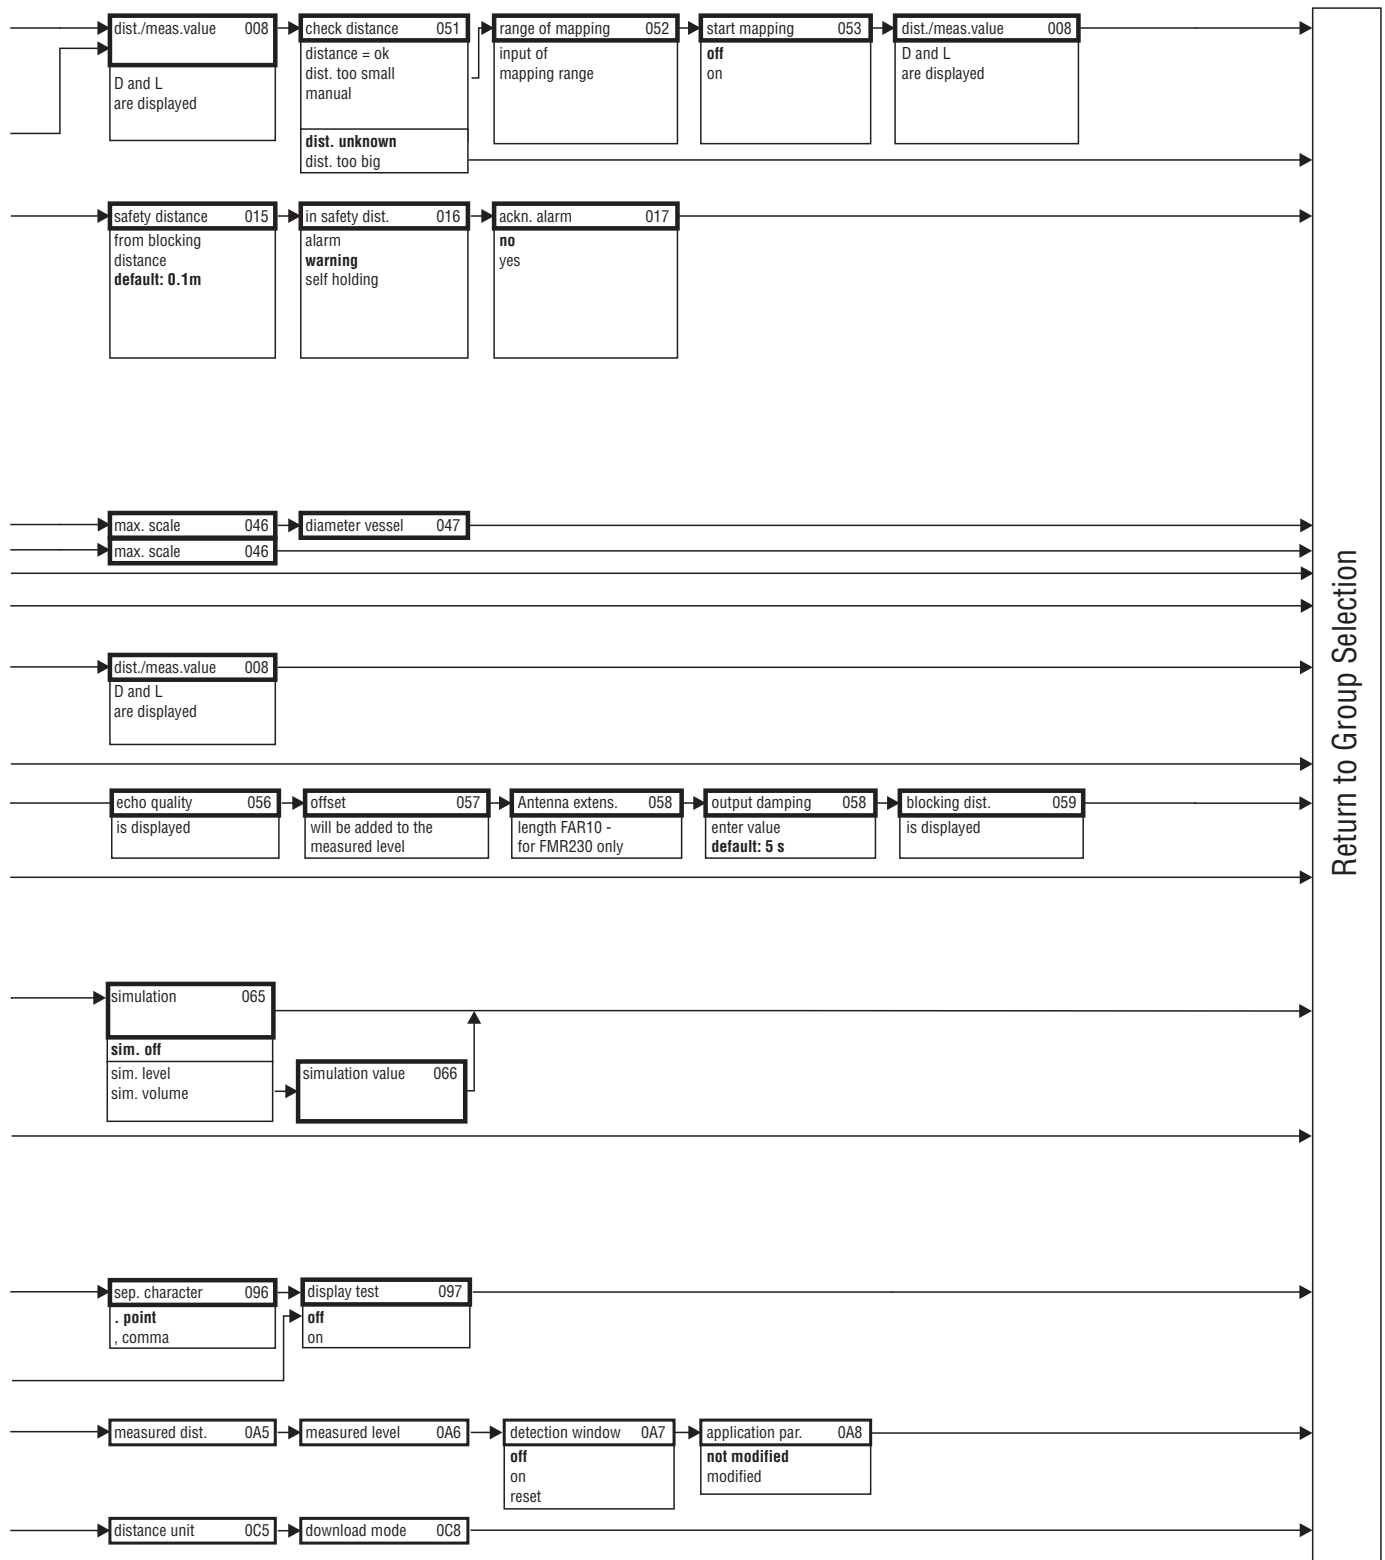 dist./meas.value 008
D and L
are displayed
check distance 051
distance = ok
dist. too small
manual
dist. unknown
dist. too big
range of mapping 052
input of
mapping range
start mapping 053
off
on
dist./meas.value 008
D and L
are displayed
safety distance 015
from blocking
distance
default: 0.1m
in safety dist. 016
alarm
warning
self holding
ackn. alarm 017
no
yes
max. scale 046
diameter vessel 047
max. scale 046
dist./meas.value 008
D and L
are displayed
echo quality 056
is displayed
offset 057
will be added to the
measured level
Antenna extens. 058
length FAR10 -
for FMR230 only
output damping 058
enter value
default: 5 s
blocking dist. 059
is displayed
simulation 065
sim. off
sim. level
sim. volume
simulation value 066
sep. character 096
. point
, comma
display test 097
off
on
measured dist. 0A5
measured level 0A6
detection window 0A7
off
on
reset
application par. 0A8
not modified
modified
distance unit 0C5
download mode 0C8
Return to Group Selection